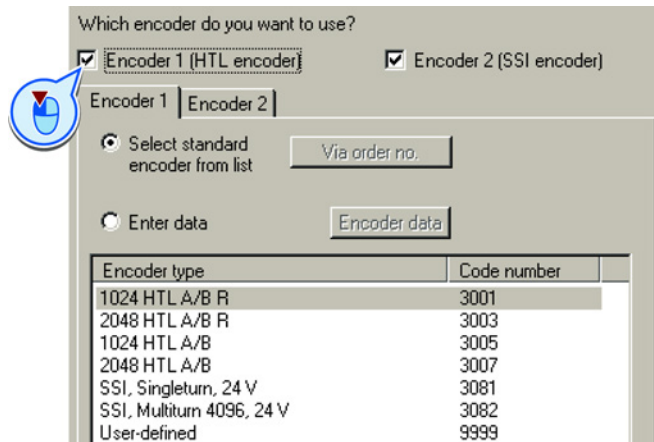 Which encoder do you want to use?
Encoder 1 (HTL encoder) Encoder 2 (SSI encoder)
Encoder 1 Encoder 2
Select standard
encoder from list
Via order no.
Enter data Encoder data
Encoder type Code number
1024 HTL A/B R 3001
2048 HTL A/B R 3003
1024 HTL A/B 3005
2048 HTL A/B 3007
SSI, Singleturn, 24 V 3081
SSI, Multiturn 4096, 24 V 3082
User-defined 9999